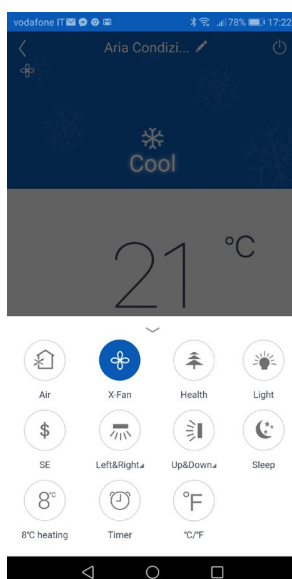 vodafone IT 78% 17:22
Aria Condizi...
Cool
21 °C
Air X-Fan Health Light
$
SE Left&Right Up&Down Sleep
8°C °F
8°C heating Timer °C/°F